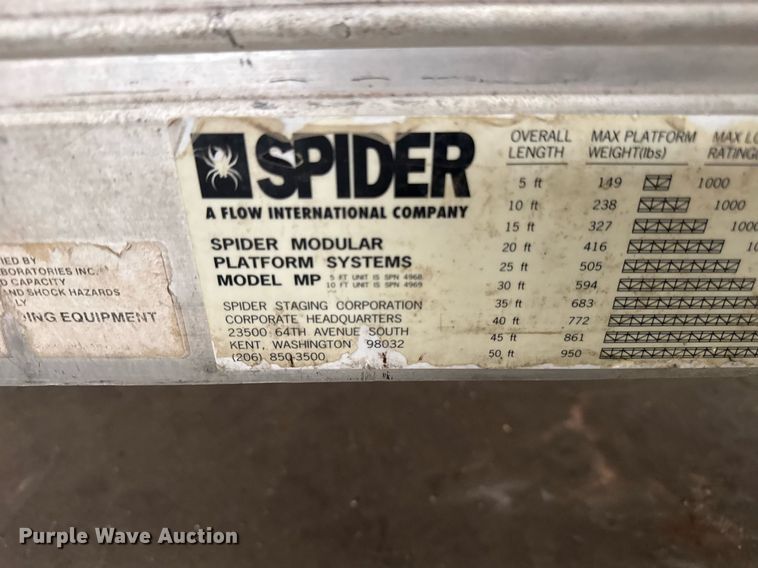 SPIDER
A FLOW INTERNATIONAL COMPANY
SPIDER MODULAR
PLATFORM SYSTEMS
MODEL MP 5 FT UNIT IS SPN 4968
10 FT UNIT IS SPN 4969
SPIDER STAGING CORPORATION
CORPORATE HEADQUARTERS
23500 64TH AVENUE SOUTH
KENT, WASHINGTON 98032
(206) 850-3500
OVERALL MAX PLATFORM MAX
LENGTH WEIGHT(lbs) RATING
5 ft 149 1000
10 ft 238 1000
15 ft 327 1000
20 ft 416
25 ft 505
30 ft 594
35 ft 683
40 ft 772
45 ft 861
50 ft 950
BY
INC.
CAPACITY
AND SHOCK HAZARDS
EQUIPMENT
Purple Wave Auction